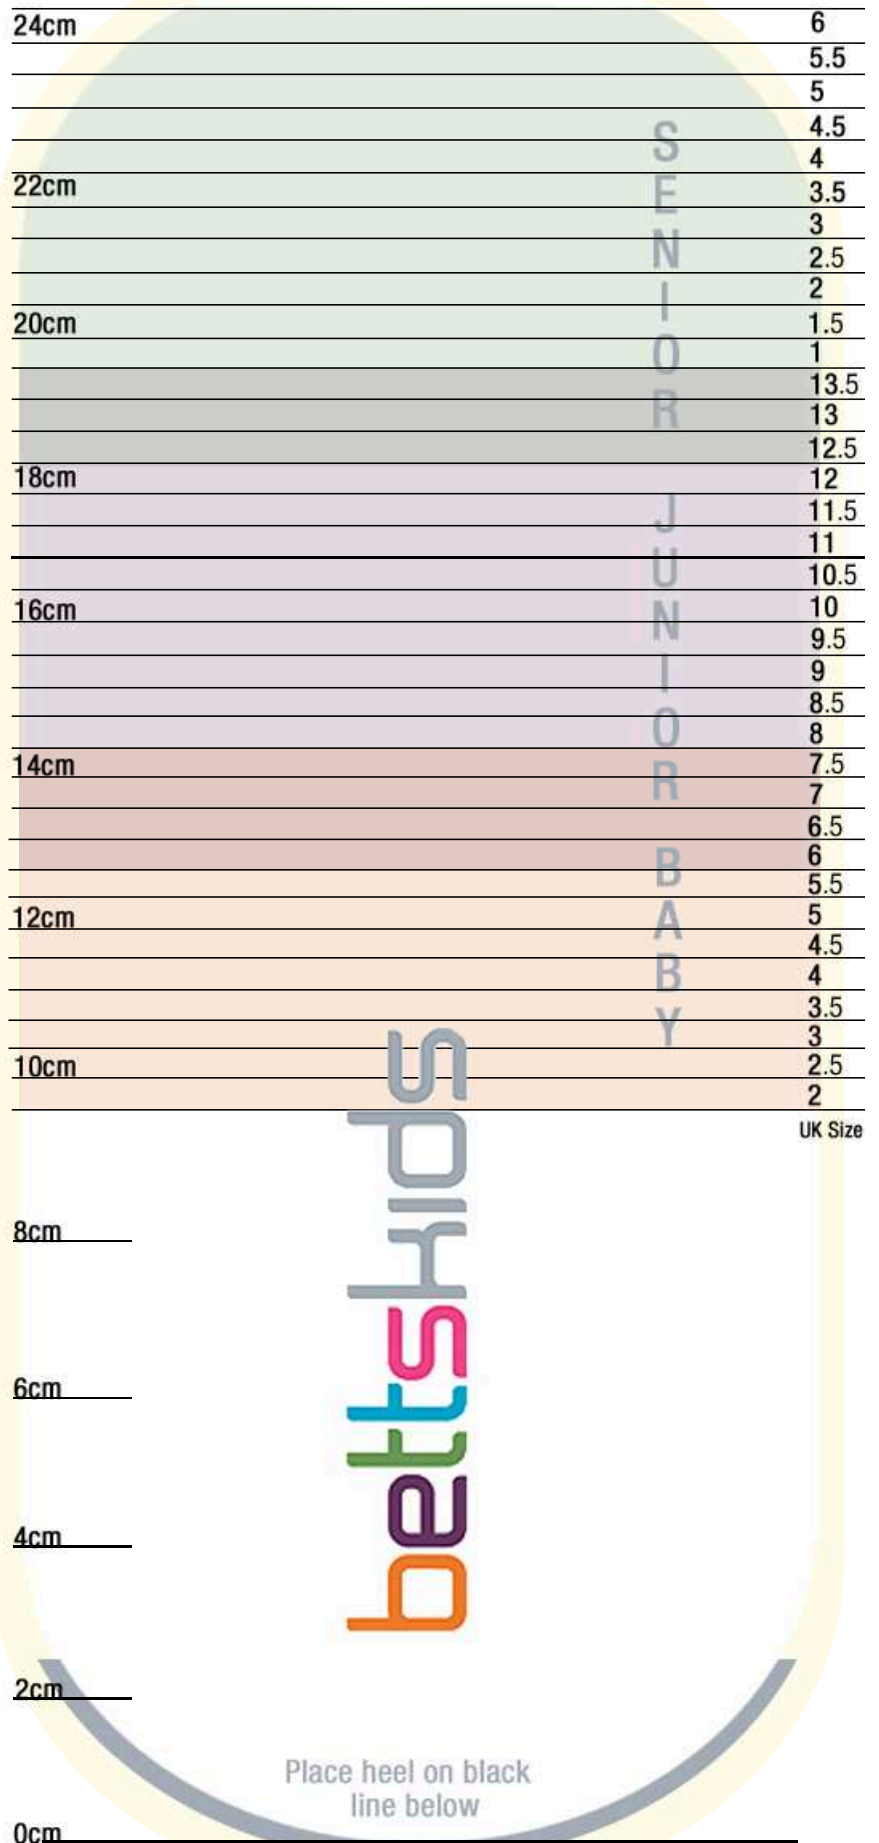 24cm 6
5.5
5
4.5
4
22cm 3.5
3
2.5
2
20cm 1.5
1
13.5
13
12.5
18cm 12
11.5
11
10.5
16cm 10
9.5
9
8.5
8
14cm 7.5
7
6.5
6
5.5
12cm 5
4.5
4
3.5
3
10cm 2.5
2
UK Size
8cm
6cm
4cm
2cm
0cm
SENIOR
JUNIOR
BABY
bettskids
Place heel on black
line below